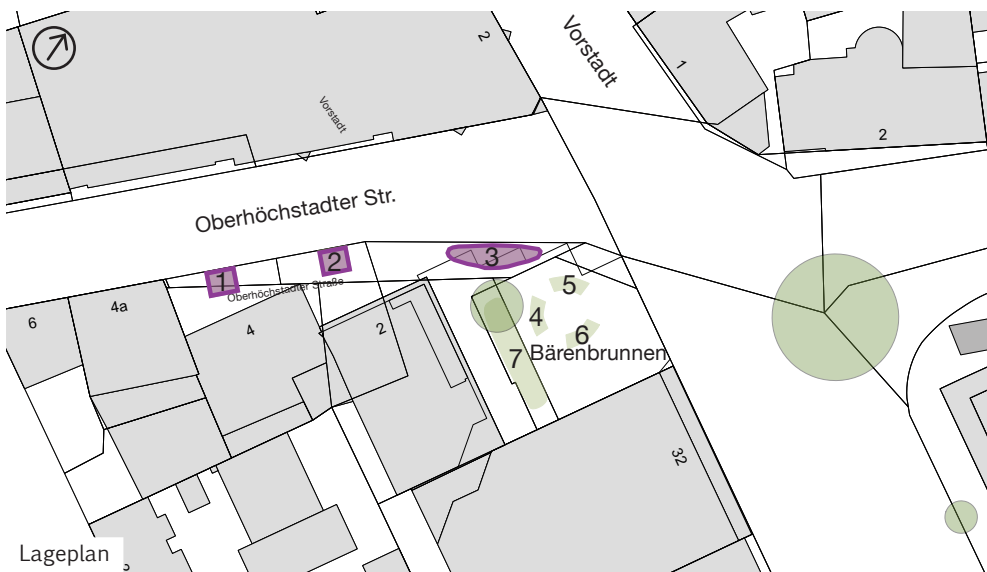 2
Vorstadt
1
2
Vorstadt
Oberhöchstadter Str.
1
2
3
Oberhöchstadter Straße
4a
6
4
2
5
4
6
7
Bärenbrunnen
32
Lageplan